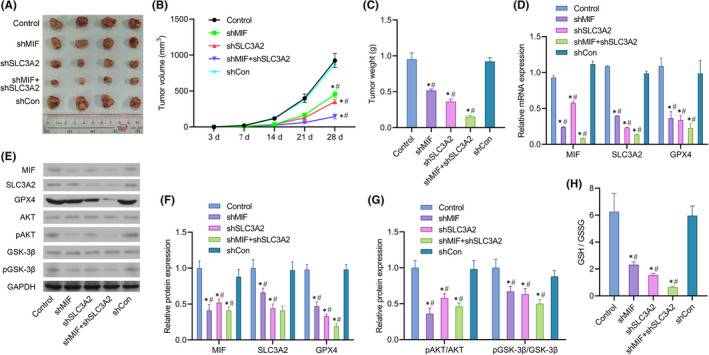 (A)
Control
shMIF
shSLC3A2
shMIF+
shSLC3A2
shCon
(B)
Tumor volume (mm3)
1500
1000
500
0
3 d
7 d
14 d
21 d
28 d
Control
shMIF
shSLC3A2
shMIF+shSLC3A2
shCon
* #
* #
* #
(C)
Tumor weight (g)
1.5
1.0
0.5
0.0
* #
* #
* #
Control
shMIF
shSLC3A2
shMIF+shSLC3A2
shCon
(D)
Control
shMIF
shSLC3A2
shMIF+shSLC3A2
shCon
Relative mRNA expression
1.5
1.0
0.5
0.0
* #
* #
* #
* #
* #
* #
* #
* #
* #
MIF
SLC3A2
GPX4
(E)
MIF
SLC3A2
GPX4
AKT
pAKT
GSK-3β
pGSK-3β
GAPDH
Control
shMIF
shSLC3A2
shMIF+shSLC3A2
shCon
(F)
Control
shMIF
shSLC3A2
shMIF+shSLC3A2
shCon
Relative protein expression
1.5
1.0
0.5
0.0
* #
* #
* #
* #
* #
* #
* #
* #
MIF
SLC3A2
GPX4
(G)
Control
shMIF
shSLC3A2
shMIF+shSLC3A2
shCon
Relative protein expression
1.5
1.0
0.5
0.0
* #
* #
* #
* #
* #
* #
pAKT/AKT
pGSK-3β/GSK-3β
(H)
GSH / GSSG
8
6
4
2
0
* #
* #
* #
Control
shMIF
shSLC3A2
shMIF+shSLC3A2
shCon